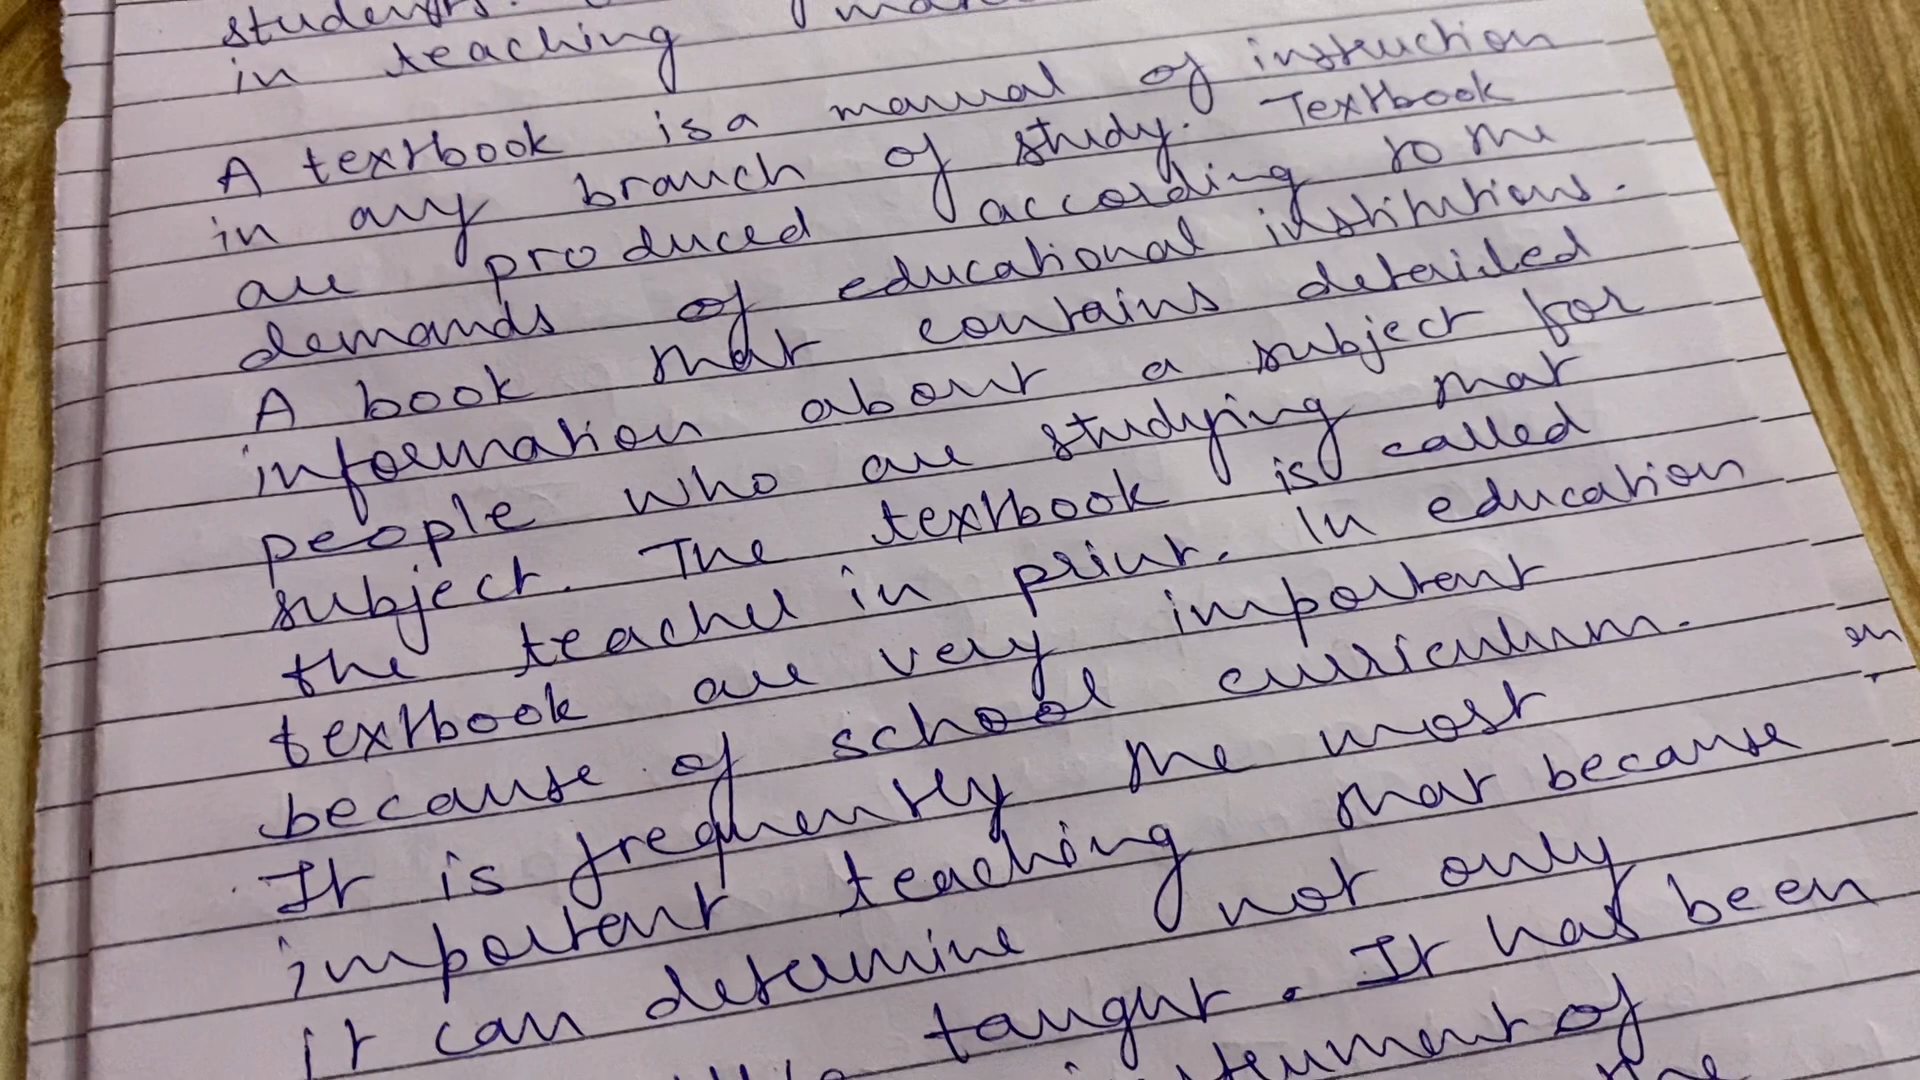 students.
in teaching
A textbook is a manual of instruction
in any branch of study. Textbook
are produced according to the
demands of educational institutions.
A book that contains detailed
information about a subject for
people who are studying that
subject. The textbook is called
the teacher in print. In education
textbook are very important
because of school curriculum.
It is frequently the most
important teaching that because
it can determine not only
taught. It has been
of